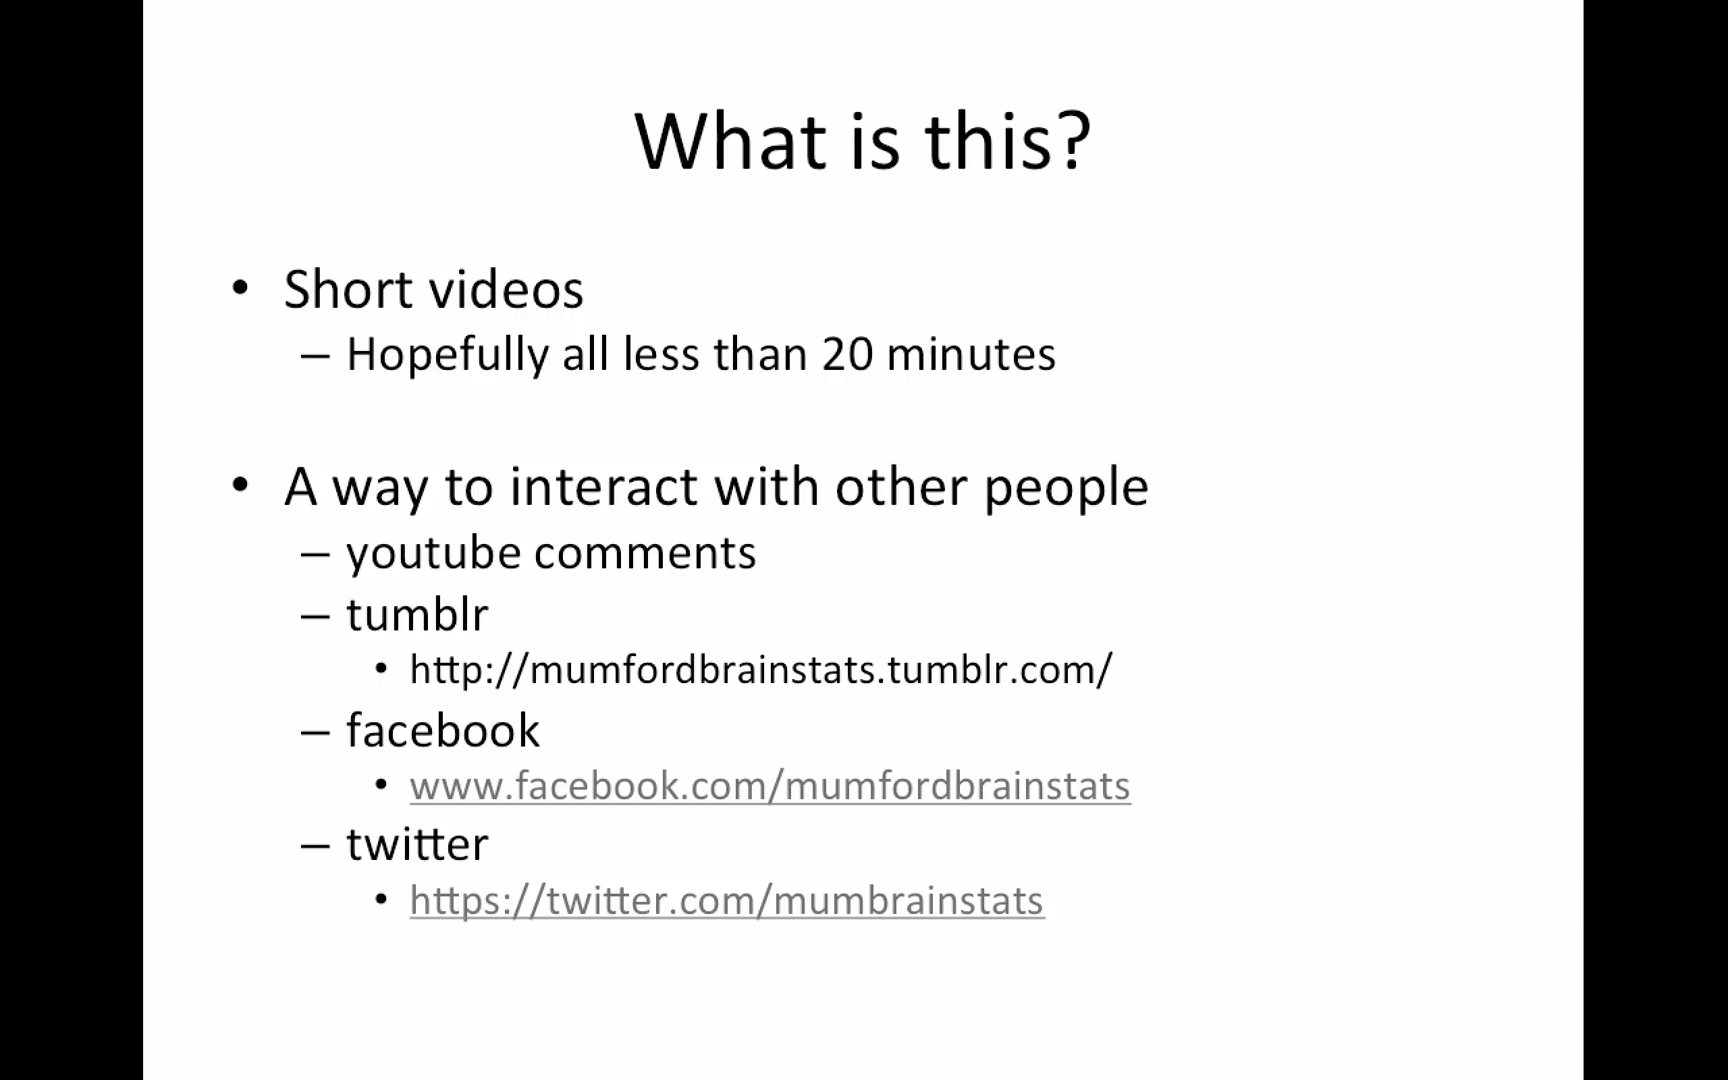 What is this?
• Short videos
– Hopefully all less than 20 minutes
• A way to interact with other people
– youtube comments
– tumblr
• http://mumfordbrainstats.tumblr.com/
– facebook
• www.facebook.com/mumfordbrainstats
– twitter
• https://twitter.com/mumbrainstats